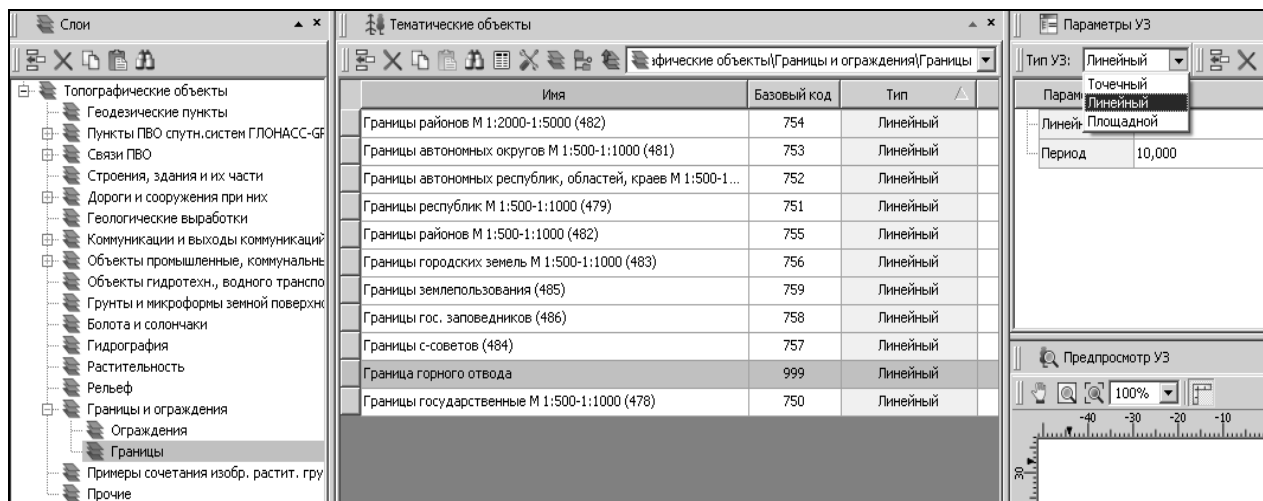 Слои
Топографические объекты
Геодезические пункты
Пункты ПВО спутн.систем ГЛОНАСС-GP
Связи ПВО
Строения, здания и их части
Дороги и сооружения при них
Геологические выработки
Коммуникации и выходы коммуникаций
Объекты промышленные, коммунальнь
Объекты гидротехн., водного транспо
Грунты и микроформы земной поверхно
Болота и солончаки
Гидрография
Растительность
Рельеф
Границы и ограждения
Ограждения
Границы
Примеры сочетания изобр. растит. гру
Прочие
Тематические объекты
фические объекты\Границы и ограждения\Границы
Имя Базовый код Тип
Границы районов М 1:2000-1:5000 (482) 754 Линейный
Границы автономных округов М 1:500-1:1000 (481) 753 Линейный
Границы автономных республик, областей, краев М 1:500-1... 752 Линейный
Границы республик М 1:500-1:1000 (479) 751 Линейный
Границы районов М 1:500-1:1000 (482) 755 Линейный
Границы городских земель М 1:500-1:1000 (483) 756 Линейный
Границы землепользования (485) 759 Линейный
Границы гос. заповедников (486) 758 Линейный
Границы с-советов (484) 757 Линейный
Граница горного отвода 999 Линейный
Границы государственные М 1:500-1:1000 (478) 750 Линейный
Параметры УЗ
Тип УЗ: Линейный
Точечный
Линейный
Площадной
Парам
Линейн
Период 10,000
Предпросмотр УЗ
100%
-40 -30 -20 -10
30